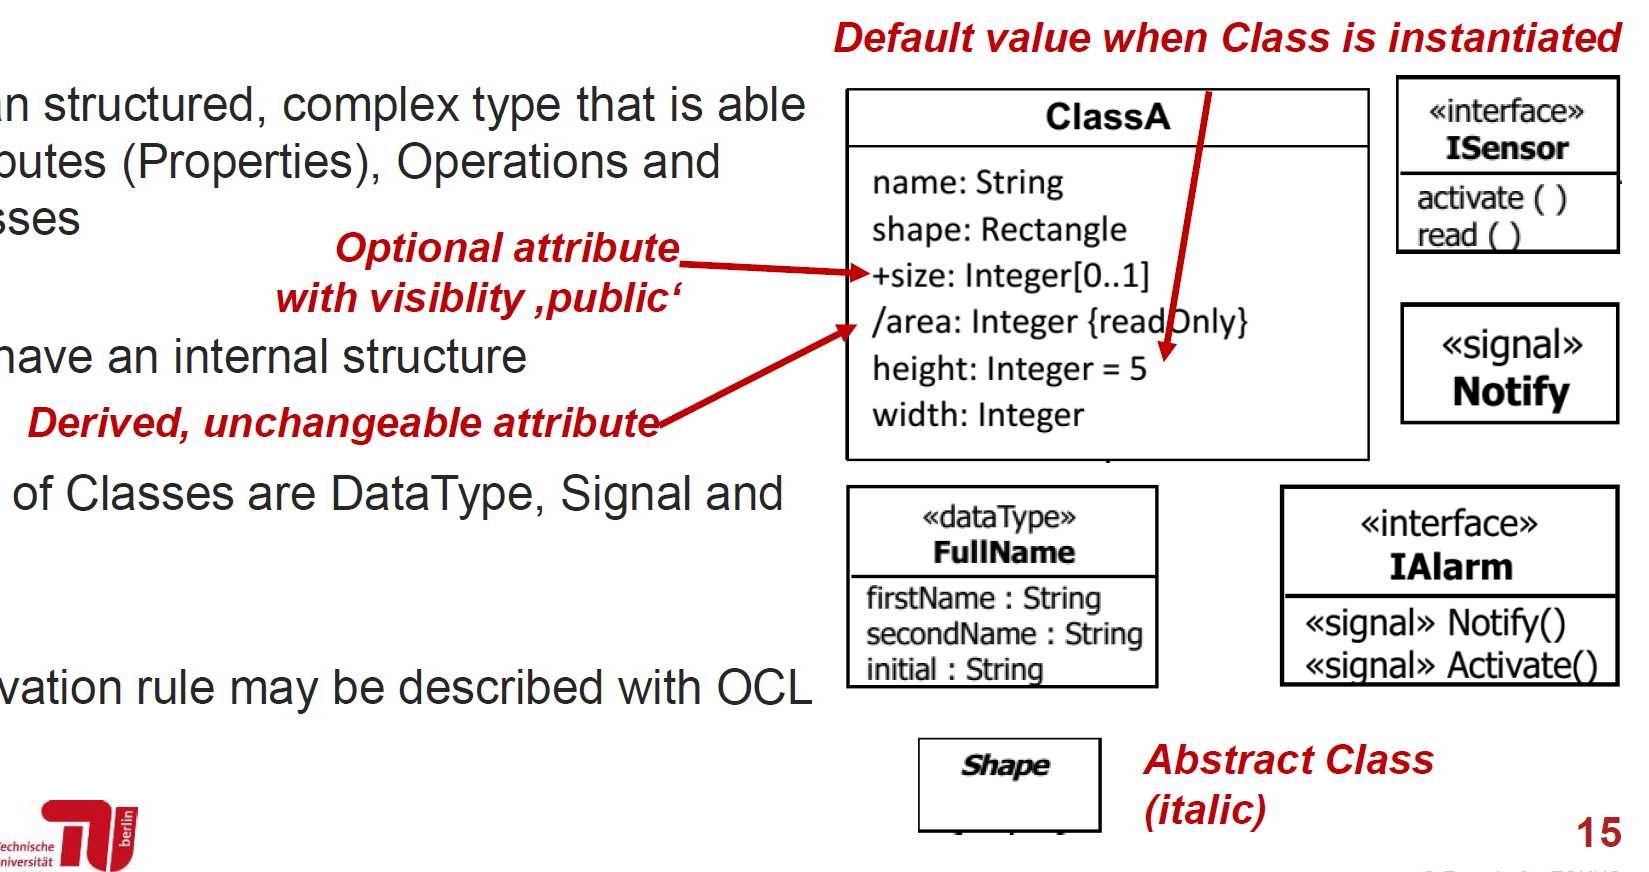 Default value when Class is instantiated
an structured, complex type that is able
butes (Properties), Operations and
sses
Optional attribute
with visiblity ‚public‘
have an internal structure
Derived, unchangeable attribute
of Classes are DataType, Signal and
vation rule may be described with OCL
ClassA
name: String
shape: Rectangle
+size: Integer[0..1]
/area: Integer {readOnly}
height: Integer = 5
width: Integer
«interface»
ISensor
activate ( )
read ( )
«signal»
Notify
«dataType»
FullName
firstName : String
secondName : String
initial : String
«interface»
IAlarm
«signal» Notify()
«signal» Activate()
Shape
Abstract Class
(italic)
Technische
Universität
berlin
15